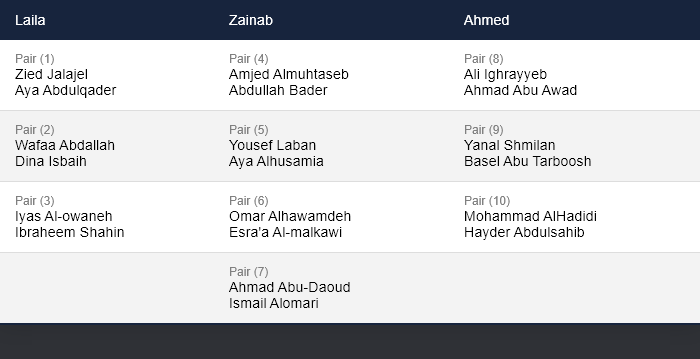 Laila Zainab Ahmed
Pair (1) Pair (4) Pair (8)
Zied Jalajel Amjed Almuhtaseb Ali Ighrayyeb
Aya Abdulqader Abdullah Bader Ahmad Abu Awad
Pair (2) Pair (5) Pair (9)
Wafaa Abdallah Yousef Laban Yanal Shmilan
Dina Isbaih Aya Alhusamia Basel Abu Tarboosh
Pair (3) Pair (6) Pair (10)
Iyas Al-owaneh Omar Alhawamdeh Mohammad AlHadidi
Ibraheem Shahin Esra'a Al-malkawi Hayder Abdulsahib
Pair (7)
Ahmad Abu-Daoud
Ismail Alomari